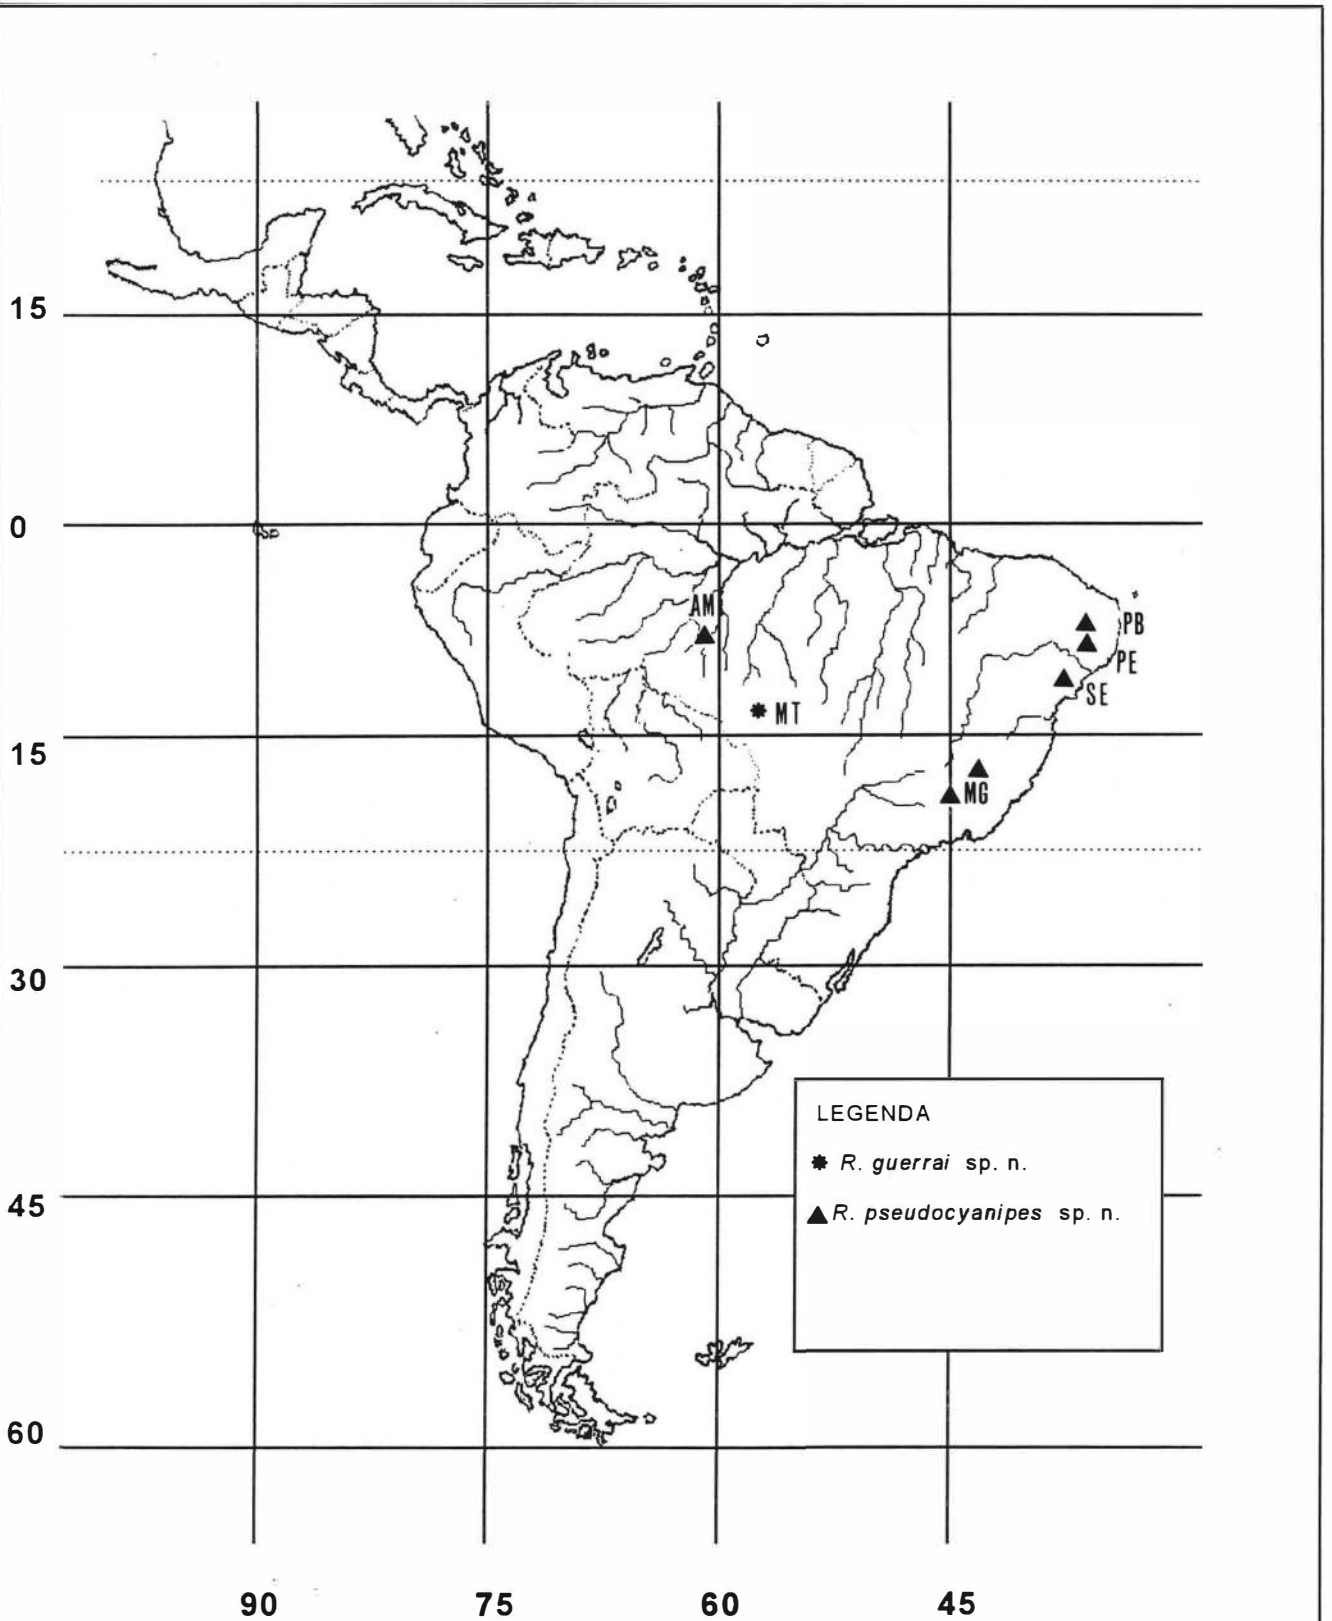 15
0
AM
PB
PE
SE
MT
15
MG
30
LEGENDA
R. guerrai sp. n.
45
R. pseudocyanipes sp. n.
60
90 75 60 45